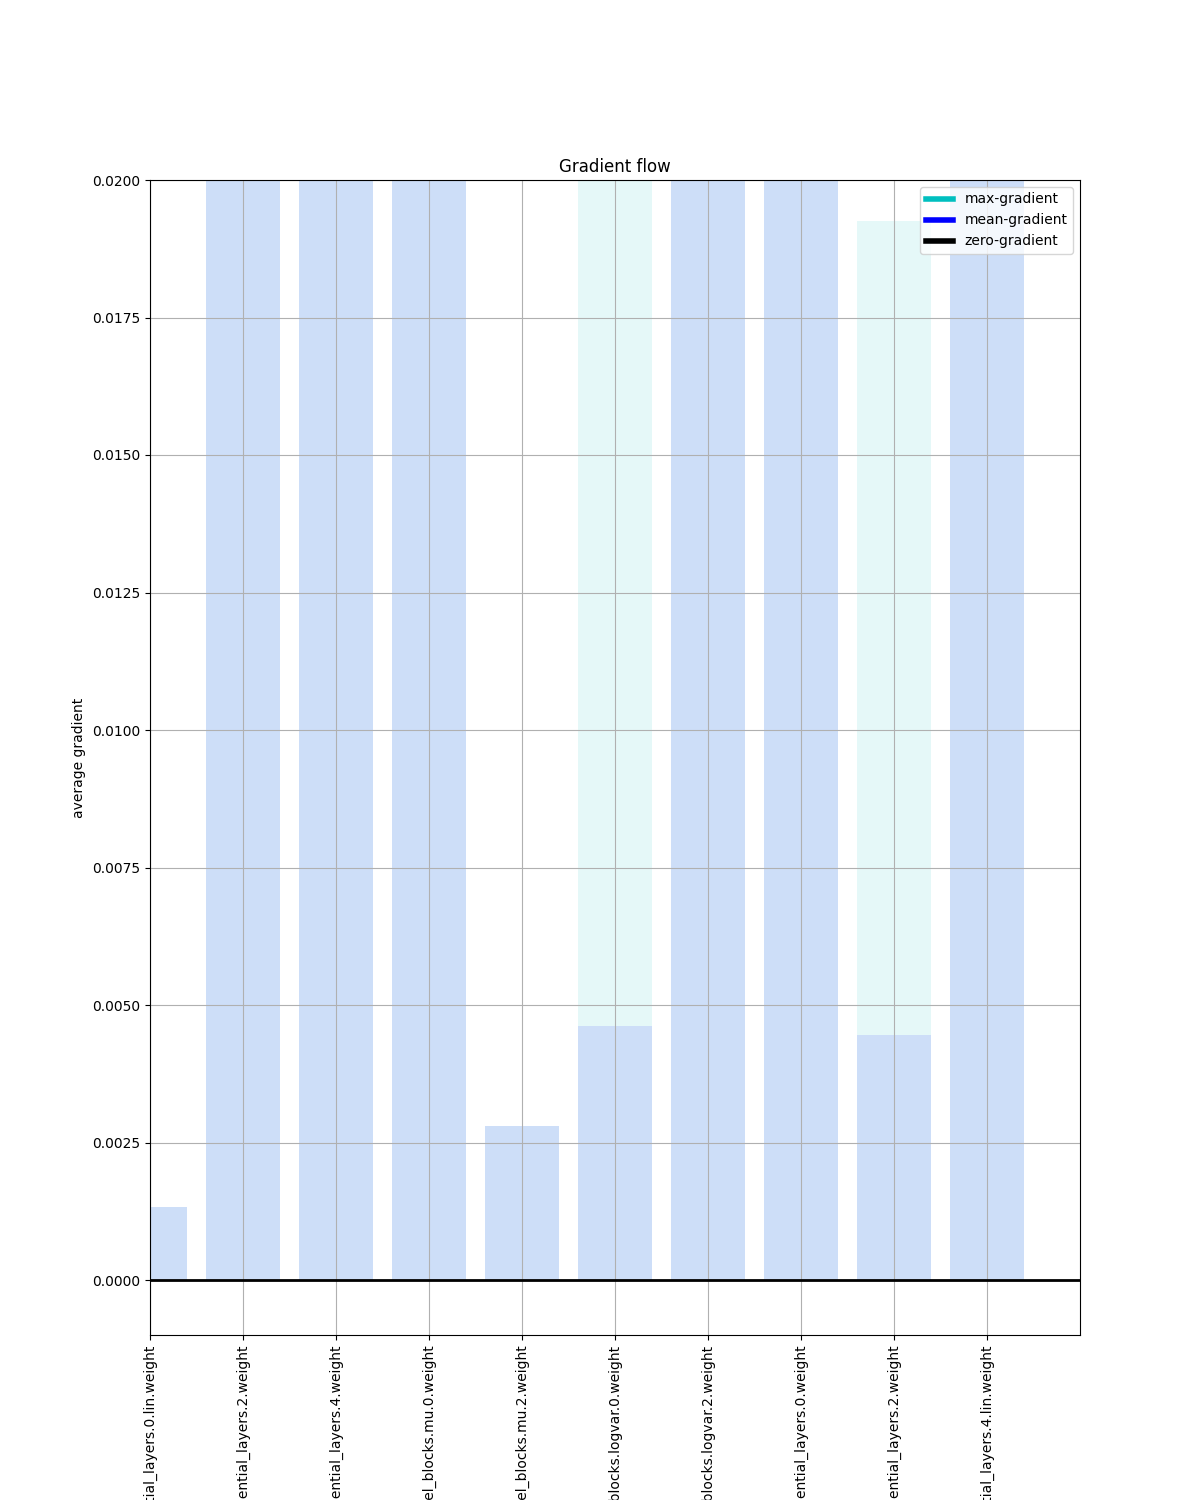 Gradient flow
max-gradient
mean-gradient
zero-gradient
0.0200
0.0175
0.0150
0.0125
0.0100
0.0075
0.0050
0.0025
0.0000
average gradient
tial_layers.0.lin.weight
ential_layers.2.weight
ential_layers.4.weight
el_blocks.mu.0.weight
el_blocks.mu.2.weight
blocks.logvar.0.weight
blocks.logvar.2.weight
ential_layers.0.weight
ential_layers.2.weight
tial_layers.4.lin.weight